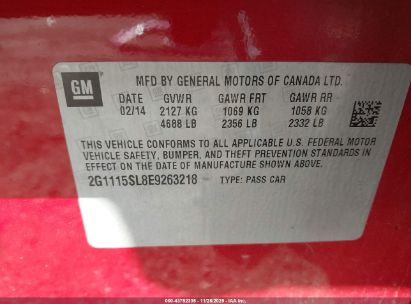 GM
MFD BY GENERAL MOTORS OF CANADA LTD.
DATE GVWR GAWR FRT GAWR RR
02/14 2127 KG 1069 KG 1058 KG
4688 LB 2356 LB 2332 LB
THIS VEHICLE CONFORMS TO ALL APPLICABLE U.S. FEDERAL MOTOR
VEHICLE SAFETY, BUMPER, AND THEFT PREVENTION STANDARDS IN
EFFECT ON THE DATE OF MANUFACTURE SHOWN ABOVE.
2G1115SL8E9263218 TYPE: PASS CAR